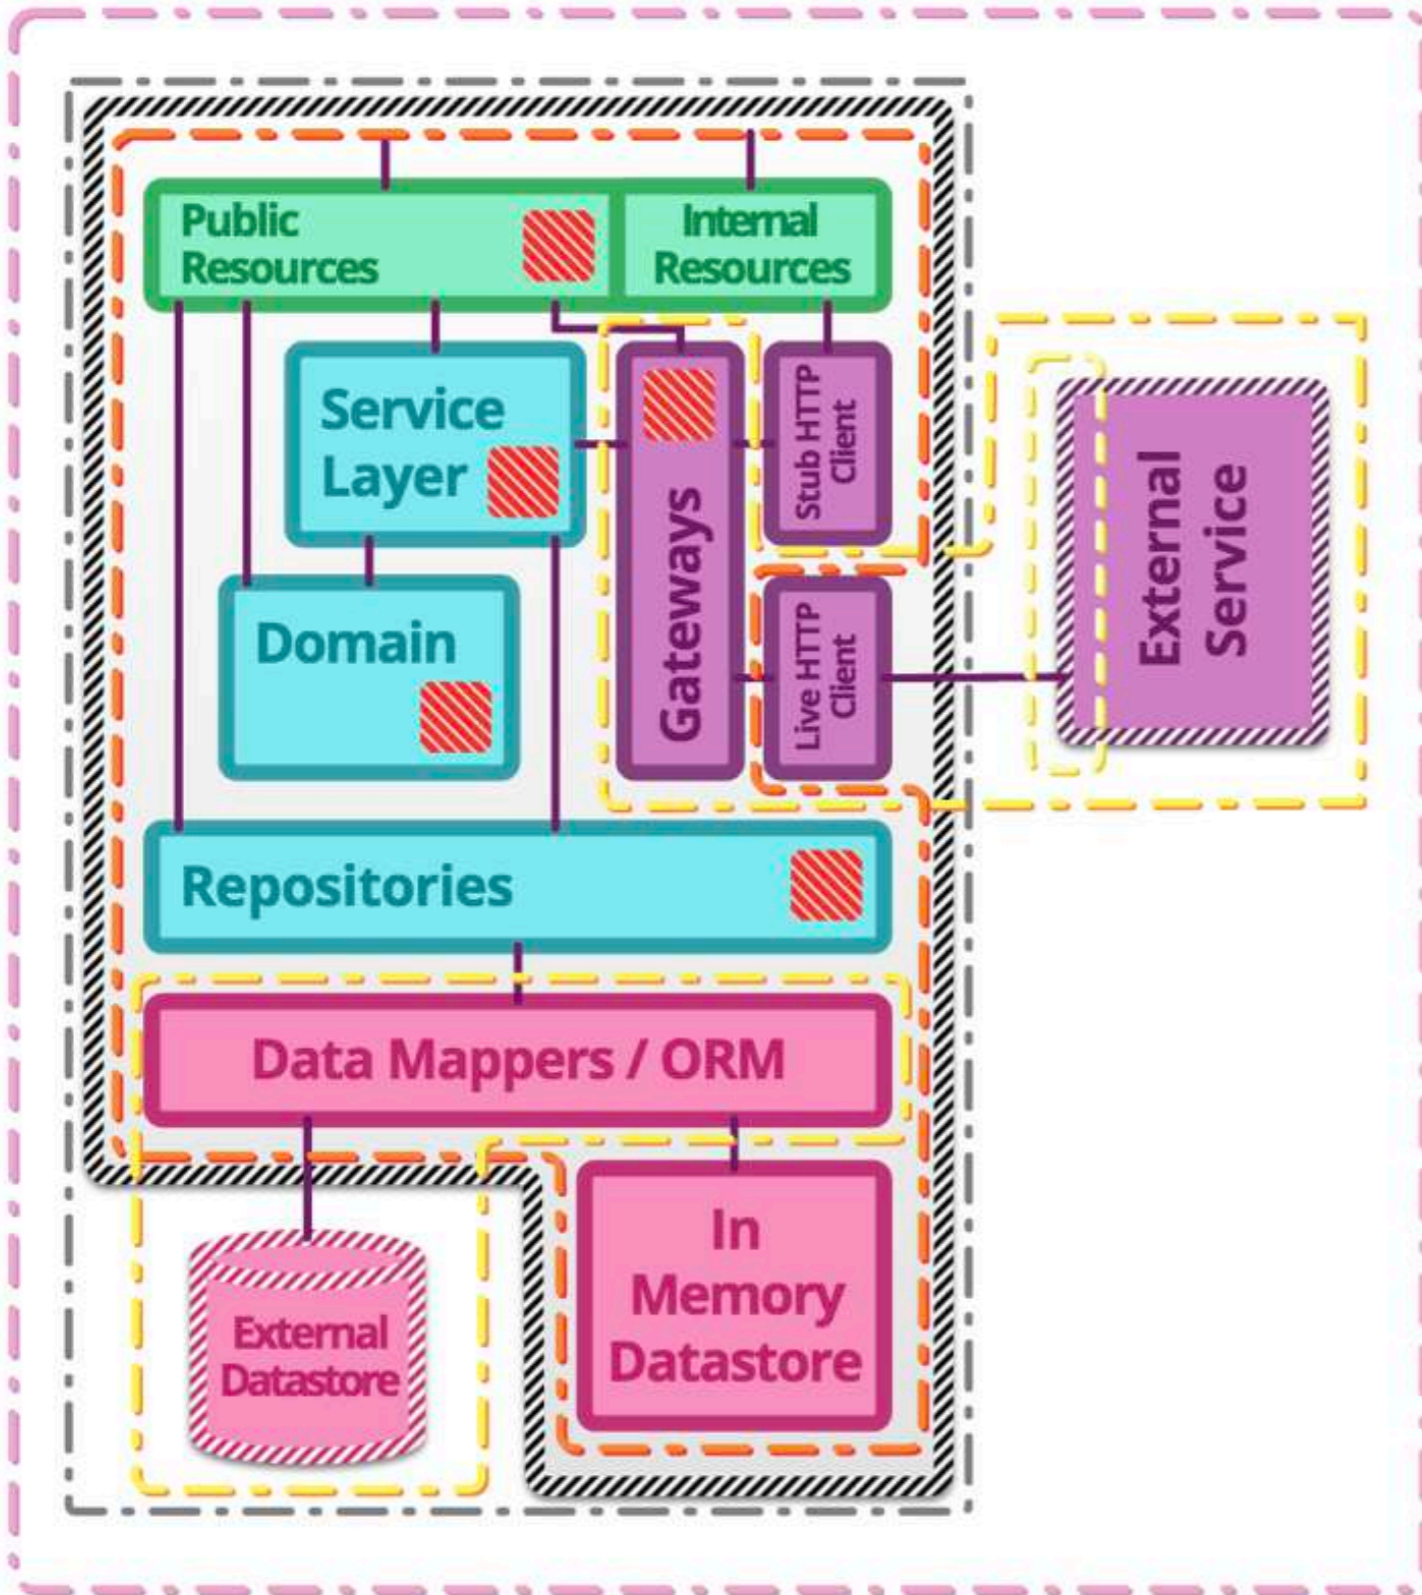 Public
Resources
Internal
Resources
Service
Layer
Gateways
Stub HTTP
Client
External
Service
Domain
Live HTTP
Client
Repositories
Data Mappers / ORM
External
Datastore
In
Memory
Datastore